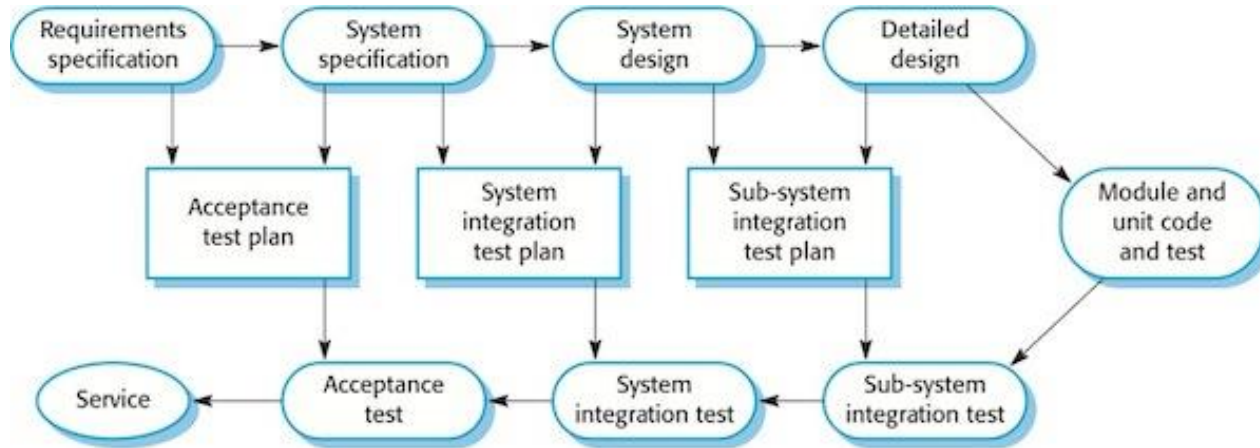 Requirements
specification
System
specification
System
design
Detailed
design
Acceptance
test plan
System
integration
test plan
Sub-system
integration
test plan
Module and
unit code
and test
Service
Acceptance
test
System
integration test
Sub-system
integration test